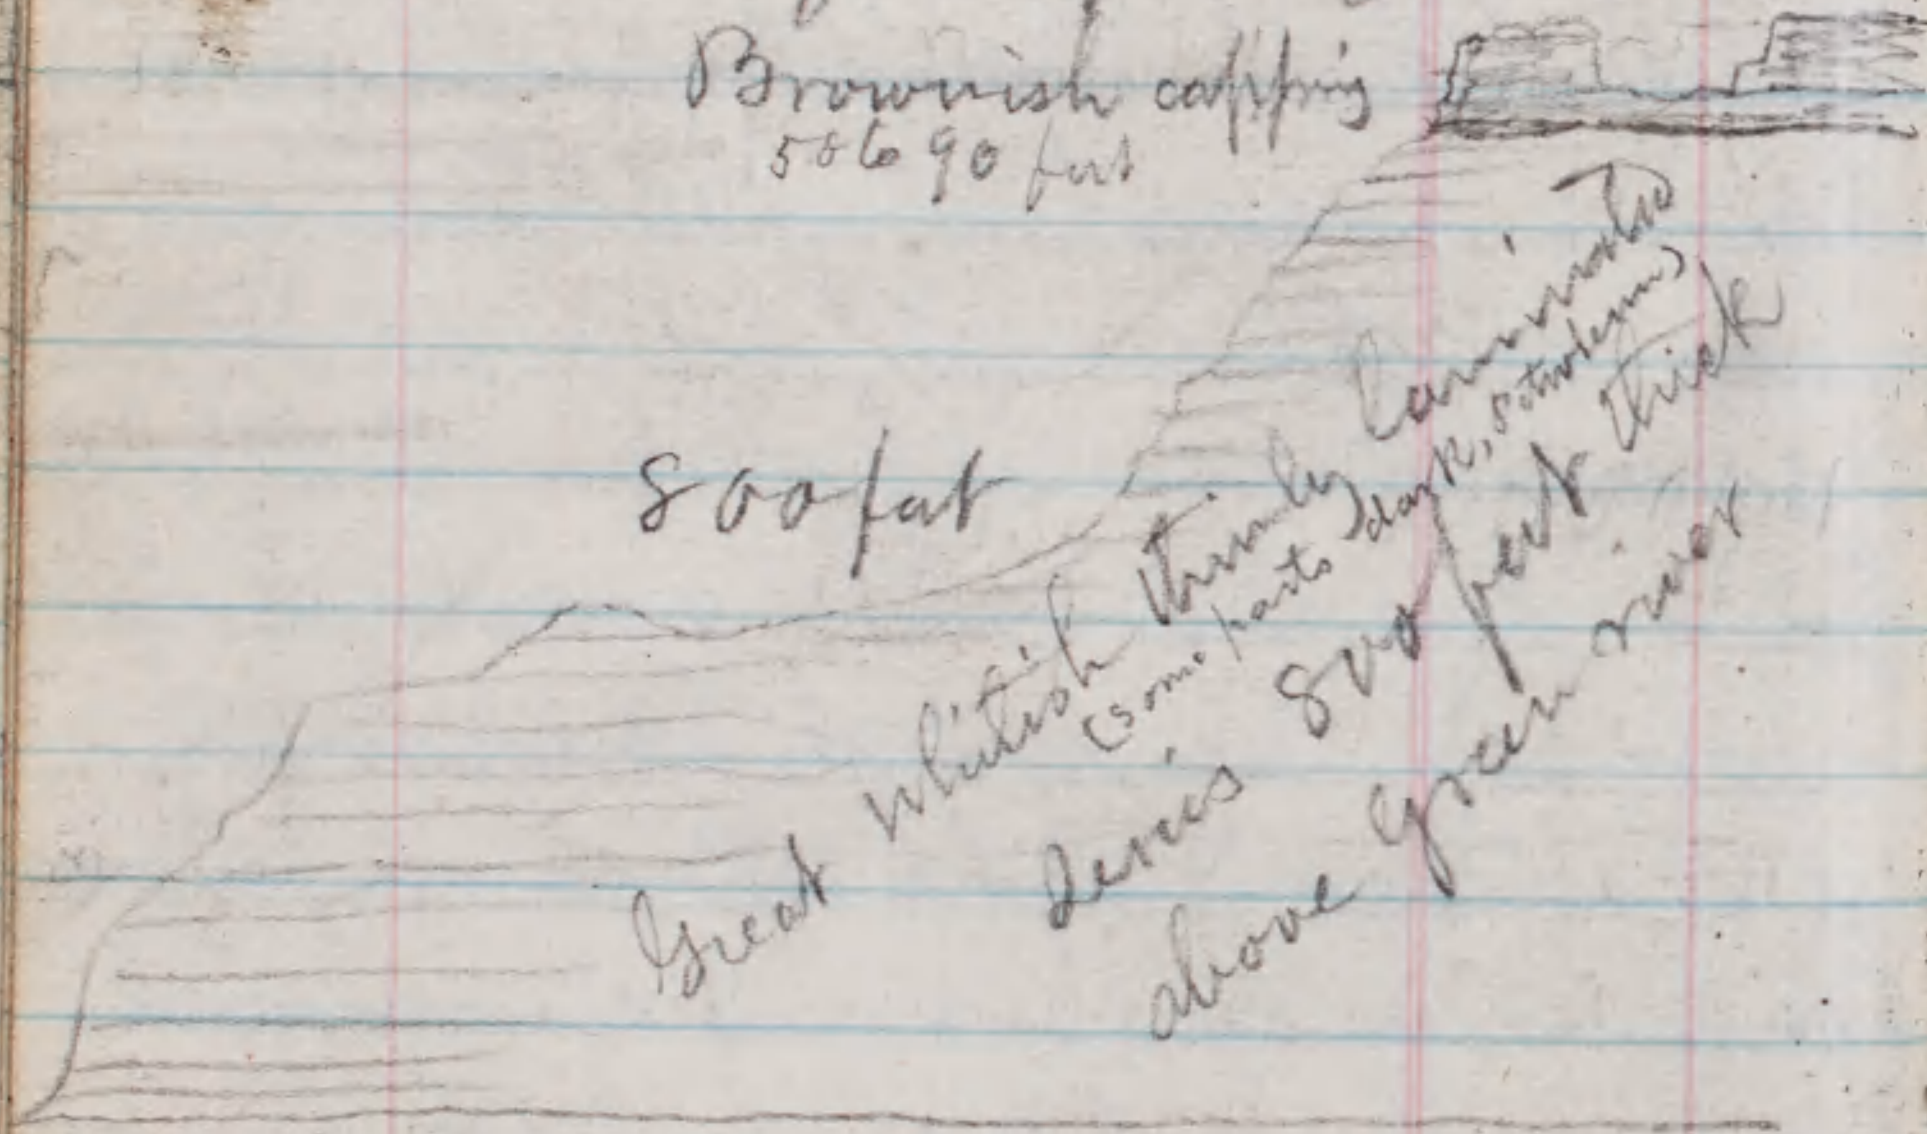 Brownish capping
50 to 90 feet
800 feet
Great whitish thinly laminated
(some parts dark, & )
series 800 feet thick
above Green river